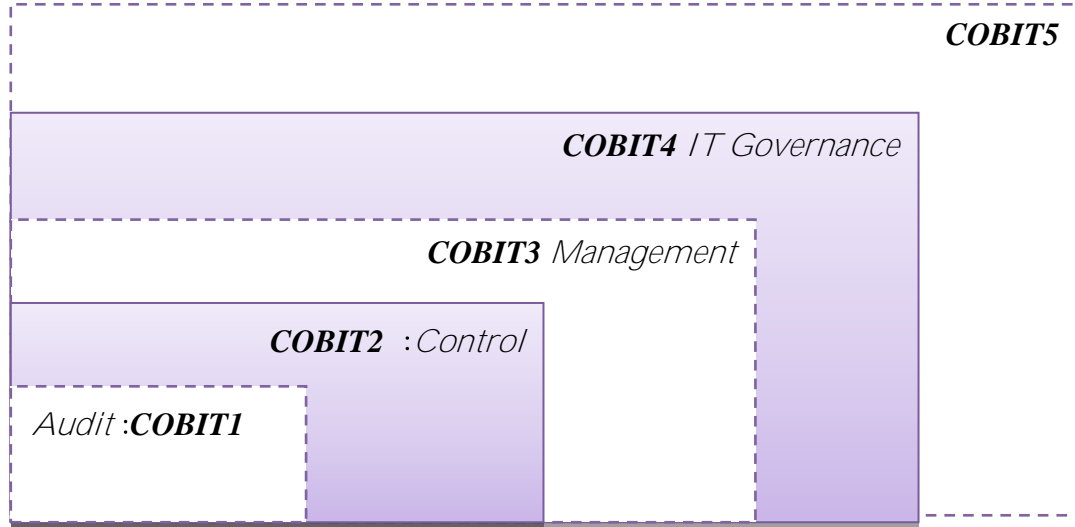 COBIT5
COBIT4 IT Governance
COBIT3 Management
COBIT2 :Control
Audit:COBIT1